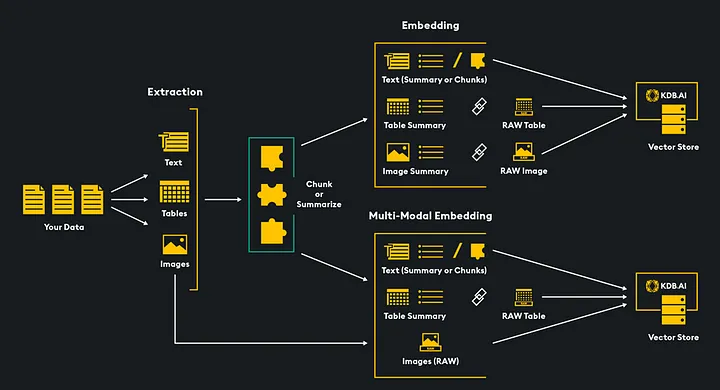 Embedding
Extraction
Text (Summary or Chunks)
KDB.AI
Text
Table Summary
RAW Table
Vector Store
Chunk
or
Summarize
Image Summary
RAW Image
RAW
Tables
Your Data
Multi-Modal Embedding
Images
Text (Summary or Chunks)
KDB.AI
Table Summary
RAW Table
Vector Store
RAW
Images (RAW)